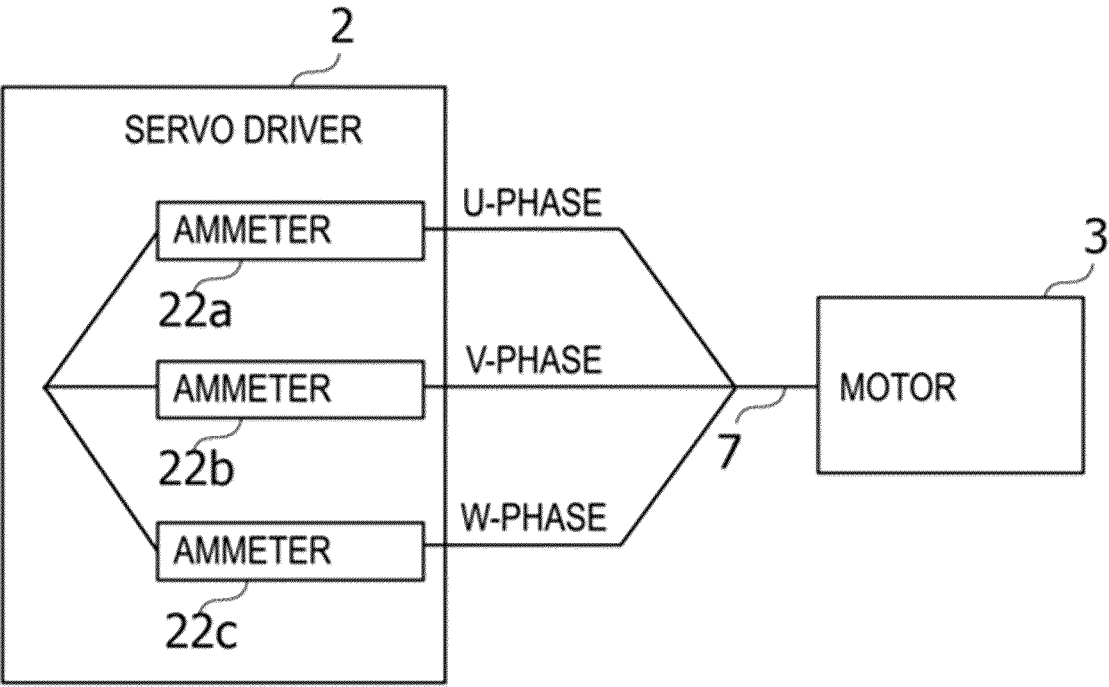 2
SERVO DRIVER
U-PHASE
AMMETER
3
22a
V-PHASE
AMMETER
MOTOR
7
22b
W-PHASE
AMMETER
22c